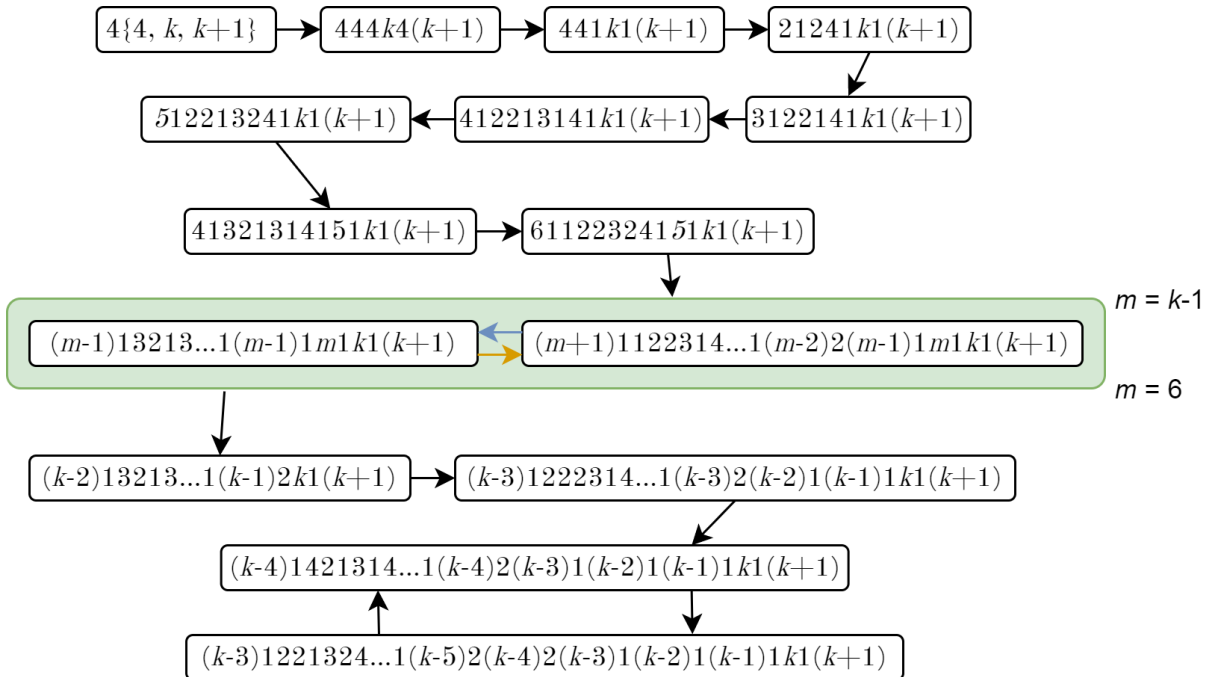 4{4, k, k+1}
444k4(k+1)
441k1(k+1)
21241k1(k+1)
3122141k1(k+1)
412213141k1(k+1)
512213241k1(k+1)
41321314151k1(k+1)
61122324151k1(k+1)
m = k-1
(m-1)13213...1(m-1)1m1k1(k+1)
(m+1)1122314...1(m-2)2(m-1)1m1k1(k+1)
m = 6
(k-2)13213...1(k-1)2k1(k+1)
(k-3)1222314...1(k-3)2(k-2)1(k-1)1k1(k+1)
(k-4)1421314...1(k-4)2(k-3)1(k-2)1(k-1)1k1(k+1)
(k-3)1221324...1(k-5)2(k-4)2(k-3)1(k-2)1(k-1)1k1(k+1)